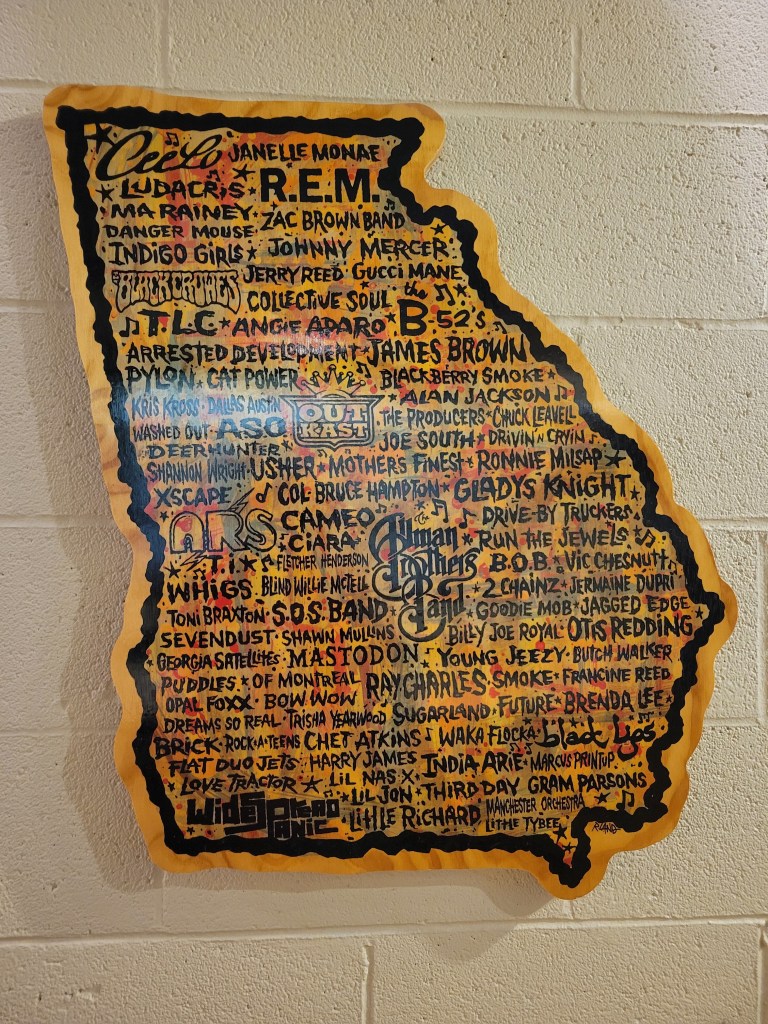 CeeLo JANELLE MONAE
LUDACRIS ★ R.E.M.
MA RAINEY ZAC BROWN BAND
DANGER MOUSE
INDIGO GIRLS ★ JOHNNY MERCER
JERRY REED GUCCI MANE
THE BLACK CROWES COLLECTIVE SOUL
T.L.C ★ ANGIE APARO ★ the B 52's
ARRESTED DEVELOPMENT ★ JAMES BROWN
PYLON ★ CAT POWER BLACKBERRY SMOKE ★
ALAN JACKSON
KRIS KROSS · DALLAS AUSTIN OUTKAST THE PRODUCERS ★ CHUCK LEAVELL
WASHED OUT ★ ASO JOE SOUTH ★ DRIVIN N CRYIN
DEERHUNTER ★
SHANNON WRIGHT · USHER ★ MOTHERS FINEST ★ RONNIE MILSAP
XSCAPE COL BRUCE HAMPTON ★ GLADYS KNIGHT
ARS CAMEO The Allman Brothers Band DRIVE-BY TRUCKERS
CIARA RUN THE JEWELS
★ T.I. ★ FLETCHER HENDERSON B.O.B. ★ VIC CHESNUTT
WHIGS BLIND WILLIE MCTELL ★ 2 CHAINZ ★ JERMAINE DUPRI
TONI BRAXTON ★ S.O.S. BAND GOODIE MOB ★ JAGGED EDGE
SEVENDUST ★ SHAWN MULLINS BILLY JOE ROYAL ★ OTIS REDDING
★ GEORGIA SATELLITES ★ MASTODON YOUNG JEEZY ★ BUTCH WALKER
PUDDLES ★ OF MONTREAL RAY CHARLES SMOKE ★ FRANCINE REED
OPAL FOXX ★ BOW WOW SUGARLAND ★ FUTURE ★ BRENDA LEE ★
DREAMS SO REAL · TRISHA YEARWOOD
BRICK · ROCK★A★TEENS CHET ATKINS WAKA FLOCKA · black lips
FLAT DUO JETS ★ HARRY JAMES INDIA ARIE ★ MARCUS PRINTUP
★ LOVE TRACTOR ★ LIL NAS X
LIL JON ★ THIRD DAY GRAM PARSONS
WIDESPREAD PANIC LITTLE RICHARD MANCHESTER ORCHESTRA
LITTLE TYBEE
R.LAND